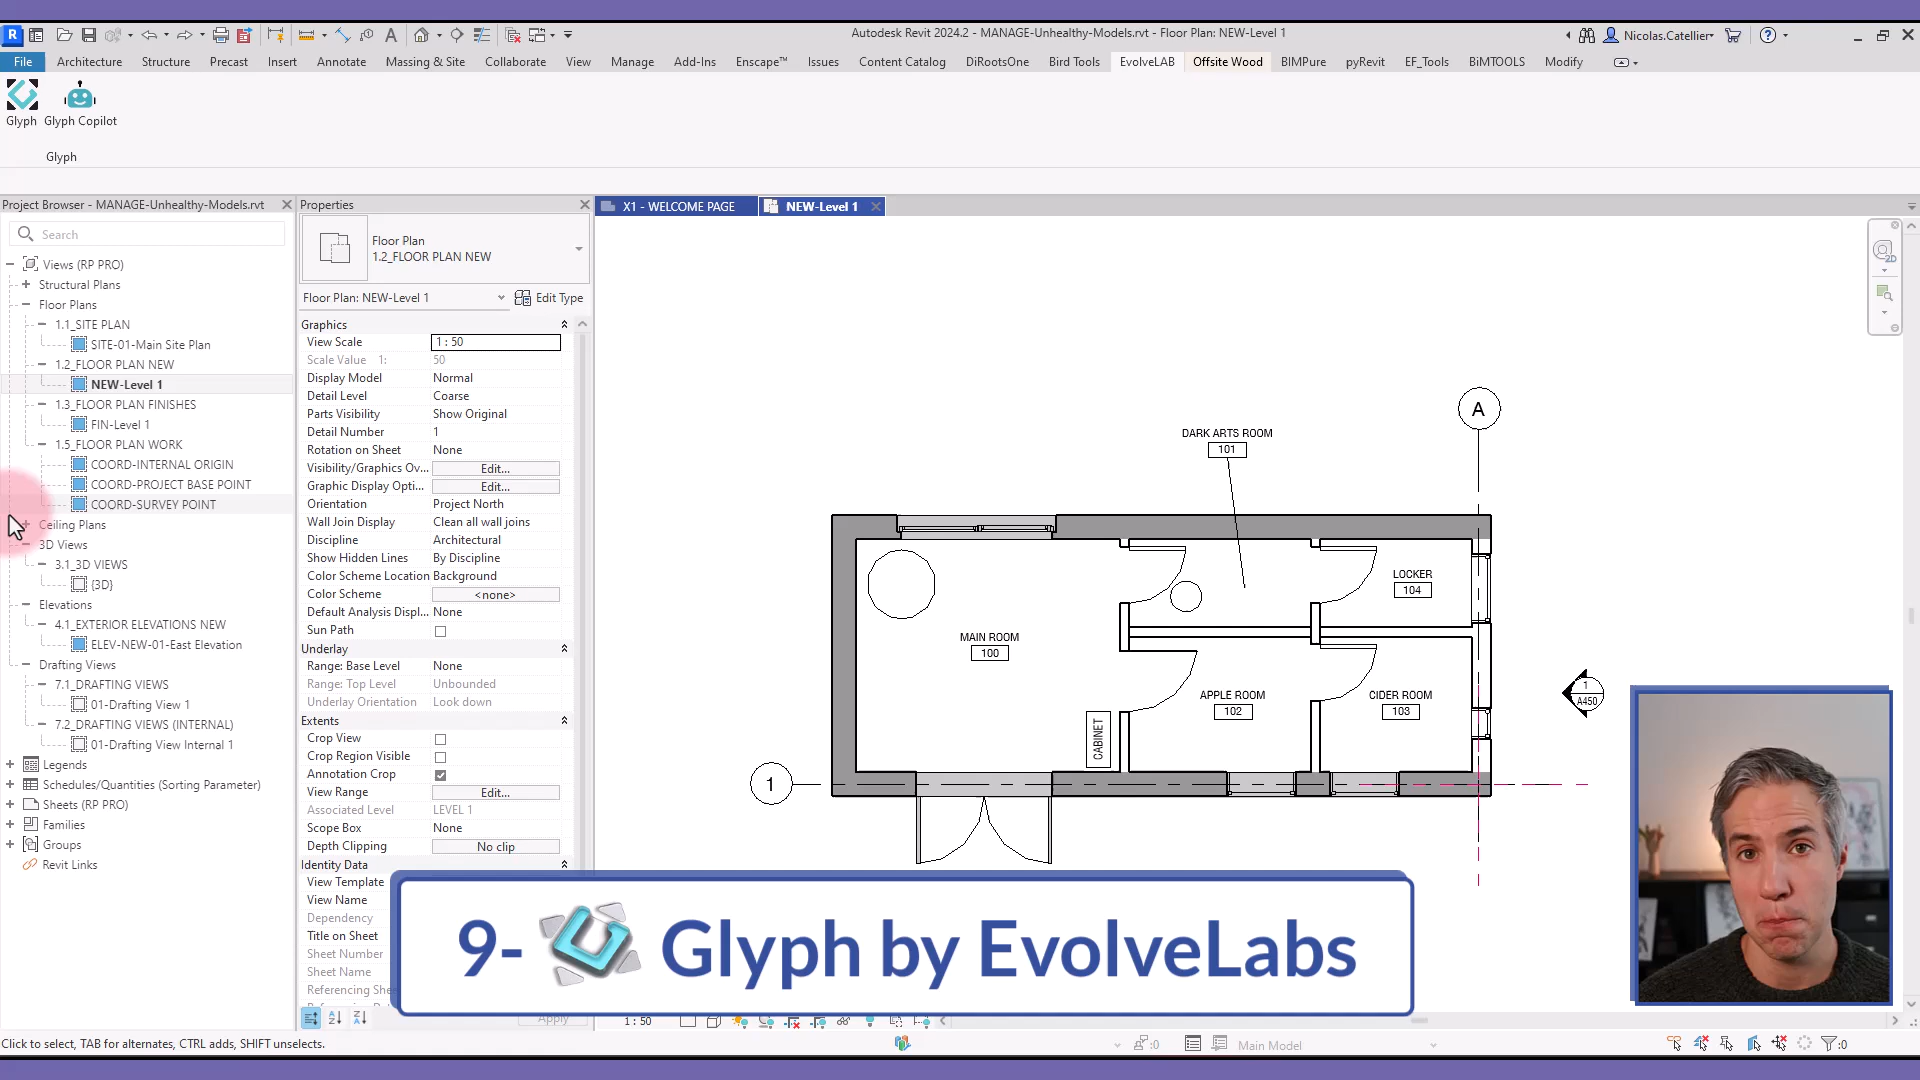 Autodesk Revit 2024.2 - MANAGE-Unhealthy-Models.rvt - Floor Plan: NEW-Level 1
Nicolas.Catellier
File Architecture Structure Precast Insert Annotate Massing & Site Collaborate View Manage Add-Ins Enscape™ Issues Content Catalog DiRootsOne Bird Tools EvolveLAB Offsite Wood BIMPure pyRevit EF_Tools BiMTOOLS Modify
Glyph Glyph Copilot
Glyph
Project Browser - MANAGE-Unhealthy-Models.rvt
Search
Views (RP PRO)
Structural Plans
Floor Plans
1.1_SITE PLAN
SITE-01-Main Site Plan
1.2_FLOOR PLAN NEW
NEW-Level 1
1.3_FLOOR PLAN FINISHES
FIN-Level 1
1.5_FLOOR PLAN WORK
COORD-INTERNAL ORIGIN
COORD-PROJECT BASE POINT
COORD-SURVEY POINT
Ceiling Plans
3D Views
3.1_3D VIEWS
{3D}
Elevations
4.1_EXTERIOR ELEVATIONS NEW
ELEV-NEW-01-East Elevation
Drafting Views
7.1_DRAFTING VIEWS
01-Drafting View 1
7.2_DRAFTING VIEWS (INTERNAL)
01-Drafting View Internal 1
Legends
Schedules/Quantities (Sorting Parameter)
Sheets (RP PRO)
Families
Groups
Revit Links
Properties
Floor Plan
1.2_FLOOR PLAN NEW
Floor Plan: NEW-Level 1 Edit Type
Graphics
View Scale 1 : 50
Scale Value 1: 50
Display Model Normal
Detail Level Coarse
Parts Visibility Show Original
Detail Number 1
Rotation on Sheet None
Visibility/Graphics Ov... Edit...
Graphic Display Opti... Edit...
Orientation Project North
Wall Join Display Clean all wall joins
Discipline Architectural
Show Hidden Lines By Discipline
Color Scheme Location Background
Color Scheme <none>
Default Analysis Displ... None
Sun Path
Underlay
Range: Base Level None
Range: Top Level Unbounded
Underlay Orientation Look down
Extents
Crop View
Crop Region Visible
Annotation Crop
View Range Edit...
Associated Level LEVEL 1
Scope Box None
Depth Clipping No clip
Identity Data
View Template
View Name
Dependency
Title on Sheet
Sheet Number
Sheet Name
Referencing She
Apply
X1 - WELCOME PAGE NEW-Level 1
2D
A
DARK ARTS ROOM
101
LOCKER
104
MAIN ROOM
100
APPLE ROOM
102
CIDER ROOM
103
CABINET
1
A450
1
9- Glyph by EvolveLabs
1 : 50
Click to select, TAB for alternates, CTRL adds, SHIFT unselects.
:0
Main Model
:0